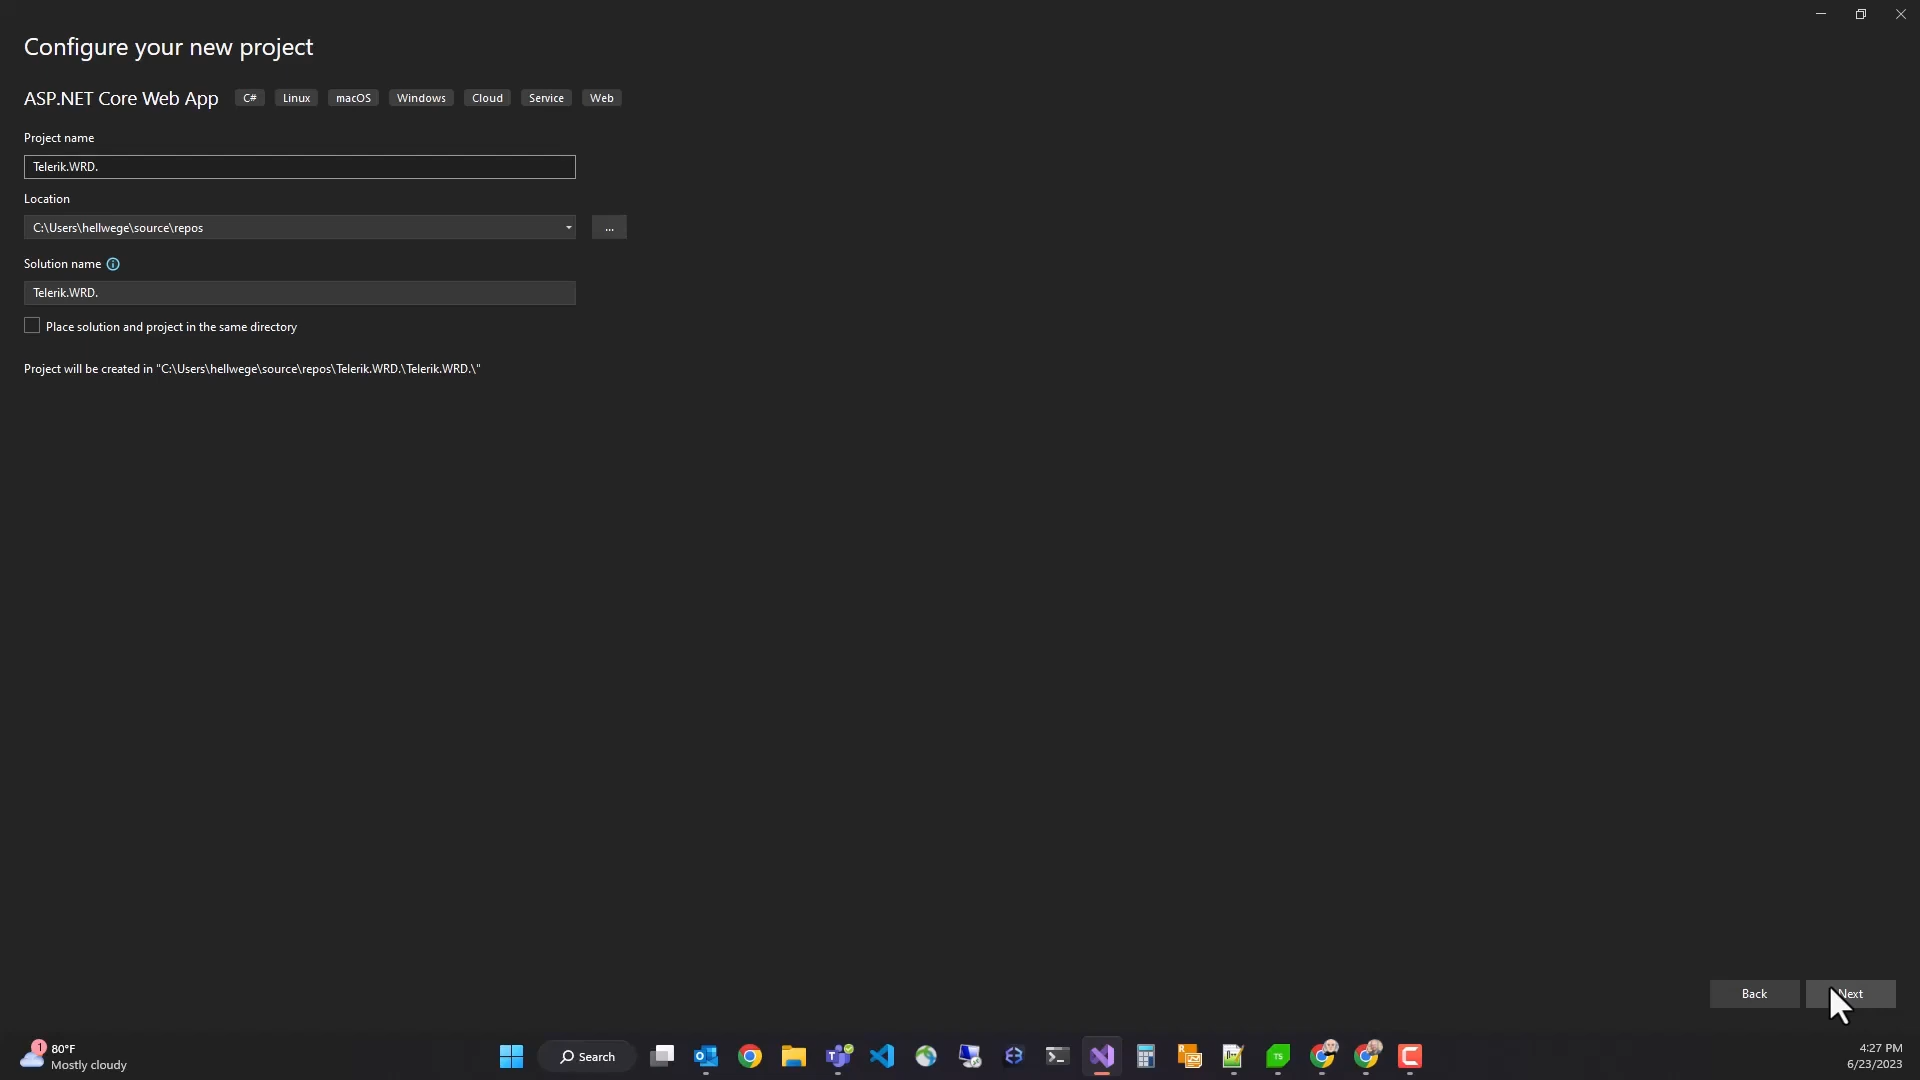 Configure your new project
ASP.NET Core Web App C# Linux macOS Windows Cloud Service Web
Project name
Telerik.WRD.
Location
C:\Users\hellwege\source\repos
...
Solution name
Telerik.WRD.
Place solution and project in the same directory
Project will be created in "C:\Users\hellwege\source\repos\Telerik.WRD.\Telerik.WRD.\"
Back
Next
1
80°F
Mostly cloudy
Search
TS
4:27 PM
6/23/2023